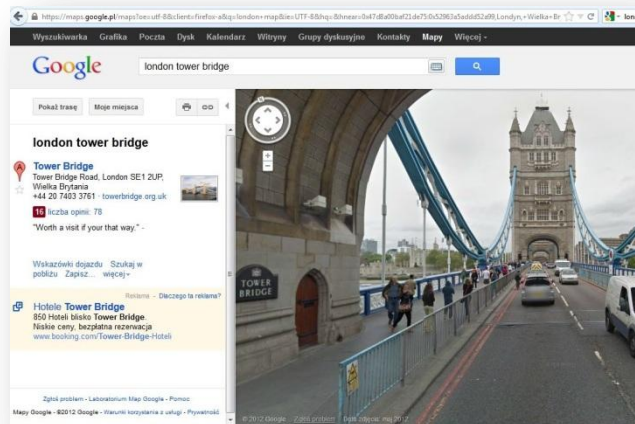 https://maps.google.pl/maps?oe=utf-8&client=firefox-a&q=london+map&ie=UTF-8&hq=&hnear=0x47d8a00baf21de75:0x52963a5addd52a99,Londyn,+Wielka+Br
Wyszukiwarka Grafika Poczta Dysk Kalendarz Witryny Grupy dyskusyjne Kontakty Mapy Więcej
Google
london tower bridge
Pokaż trasę Moje miejsca
london tower bridge
A
Tower Bridge
Tower Bridge Road, London SE1 2UP,
Wielka Brytania
+44 20 7403 3761 · towerbridge.org.uk
16 liczba opinii: 78
"Worth a visit if your that way." -
Wskazówki dojazdu Szukaj w
pobliżu Zapisz... więcej
Reklama - Dlaczego ta reklama?
Hotele Tower Bridge
850 Hoteli blisko Tower Bridge.
Niskie ceny, bezpłatna rezerwacja
www.booking.com/Tower-Bridge-Hoteli
Zgłoś problem - Laboratorium Map Google - Pomoc
Mapy Google - ©2012 Google - Warunki korzystania z usługi - Prywatność
TOWER
BRIDGE
© 2012 Google Zgłoś problem Data zdjęcia: maj 2012